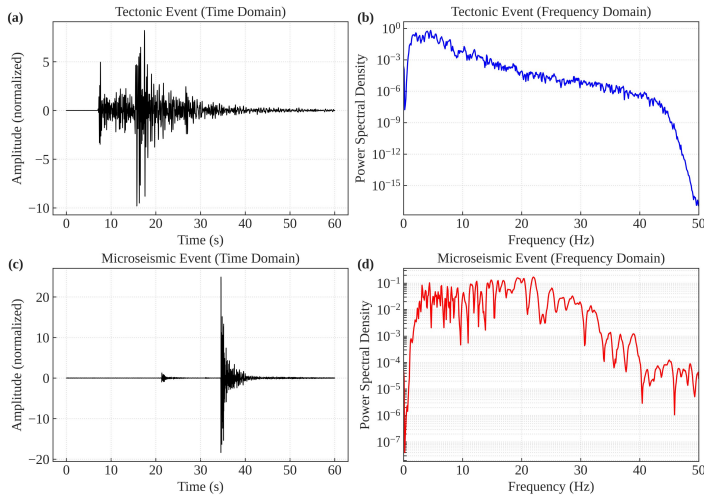 (a)
Tectonic Event (Time Domain)
5
0
−5
−10
0 10 20 30 40 50 60
Amplitude (normalized)
Time (s)
(b)
Tectonic Event (Frequency Domain)
10⁰
10⁻³
10⁻⁶
10⁻⁹
10⁻¹²
10⁻¹⁵
0 10 20 30 40 50
Power Spectral Density
Frequency (Hz)
(c)
Microseismic Event (Time Domain)
20
10
0
−10
−20
0 10 20 30 40 50 60
Amplitude (normalized)
Time (s)
(d)
Microseismic Event (Frequency Domain)
10⁻¹
10⁻²
10⁻³
10⁻⁴
10⁻⁵
10⁻⁶
10⁻⁷
0 10 20 30 40 50
Power Spectral Density
Frequency (Hz)